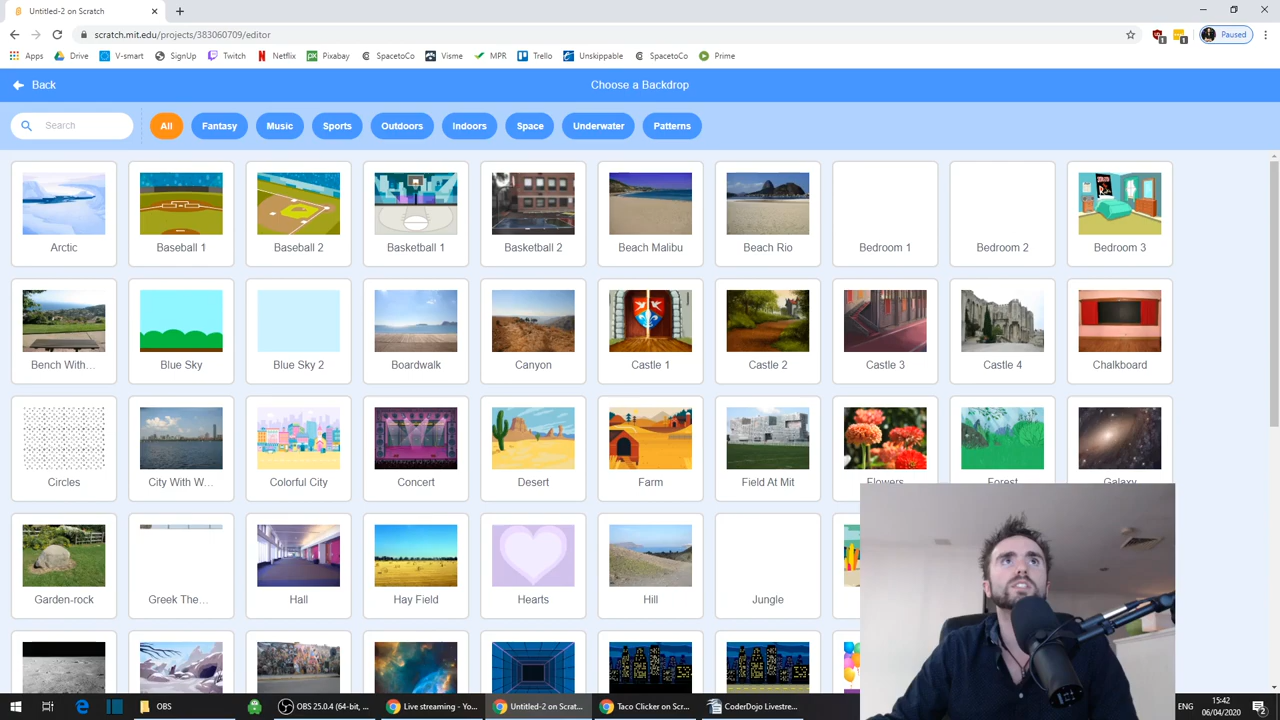 Untitled-2 on Scratch
scratch.mit.edu/projects/383060709/editor
Paused
Apps Drive V-smart SignUp Twitch Netflix Pixabay SpacetoCo Visme MPR Trello Unskippable SpacetoCo Prime
Back
Choose a Backdrop
Search
All Fantasy Music Sports Outdoors Indoors Space Underwater Patterns
Arctic Baseball 1 Baseball 2 Basketball 1 Basketball 2 Beach Malibu Beach Rio Bedroom 1 Bedroom 2 Bedroom 3
Bench With... Blue Sky Blue Sky 2 Boardwalk Canyon Castle 1 Castle 2 Castle 3 Castle 4 Chalkboard
Circles City With W... Colorful City Concert Desert Farm Field At Mit Flowers Forest Galaxy
Garden-rock Greek The... Hall Hay Field Hearts Hill Jungle
OBS OBS 25.0.4 (64-bit, ... Live streaming - Yo... Untitled-2 on Scrat... Taco Clicker on Scr... CoderDojo Livestre...
ENG
15:42
06/04/2020
2